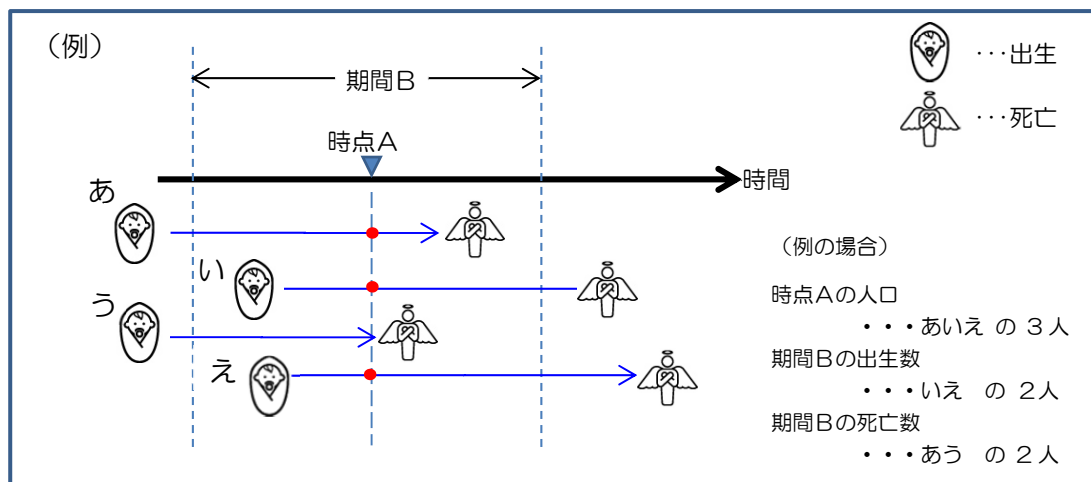 （例）
・・・出生
・・・死亡
期間Ｂ
時点Ａ
時間
あ
い
う
え
（例の場合）
時点Ａの人口
・・・あいえ の ３人
期間Ｂの出生数
・・・いえ　の ２人
期間Ｂの死亡数
・・・あう　の ２人